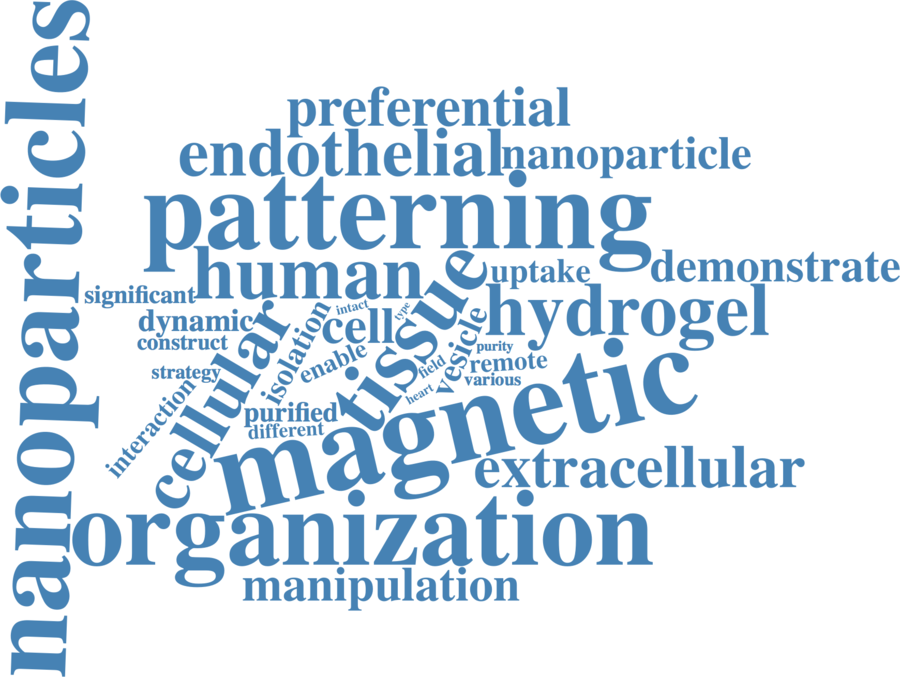 nanoparticles
preferential
endothelial
nanoparticle
patterning
human
tissue
uptake
demonstrate
significant
hydrogel
dynamic
cellular
isolation
intact
type
cell
vesicle
construct
enable
purity
field
remote
strategy
various
heart
interaction
purified
different
magnetic
extracellular
organization
manipulation